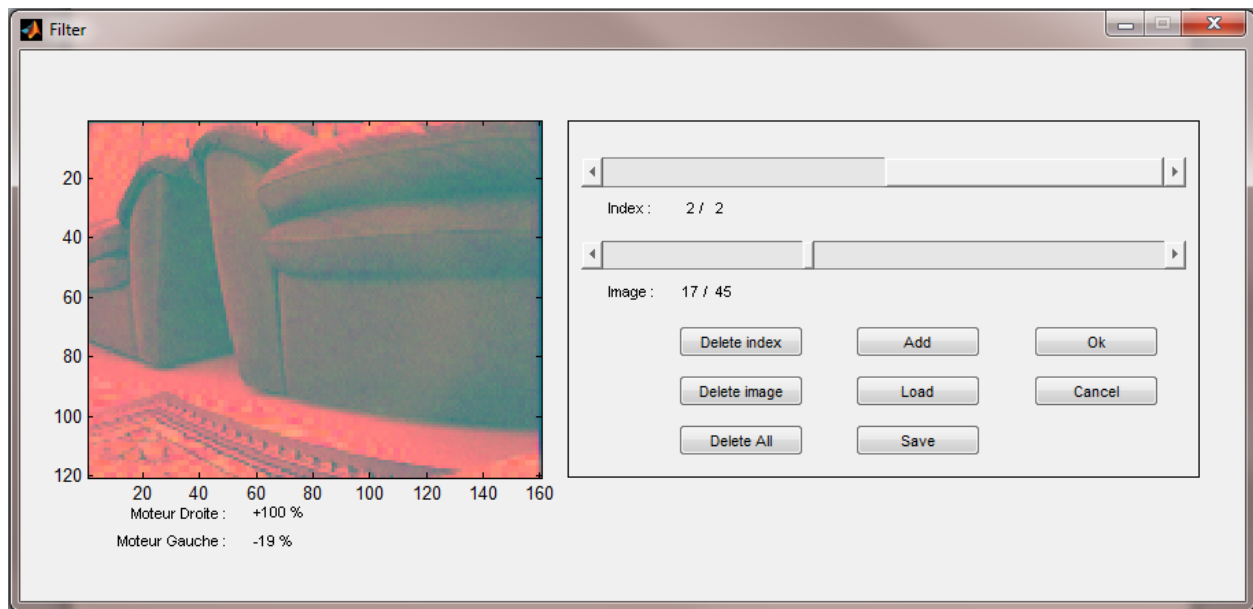 Filter
20
40
60
80
100
120
20 40 60 80 100 120 140 160
Moteur Droite : +100 %
Moteur Gauche : -19 %
Index : 2 / 2
Image : 17 / 45
Delete index Add Ok
Delete image Load Cancel
Delete All Save